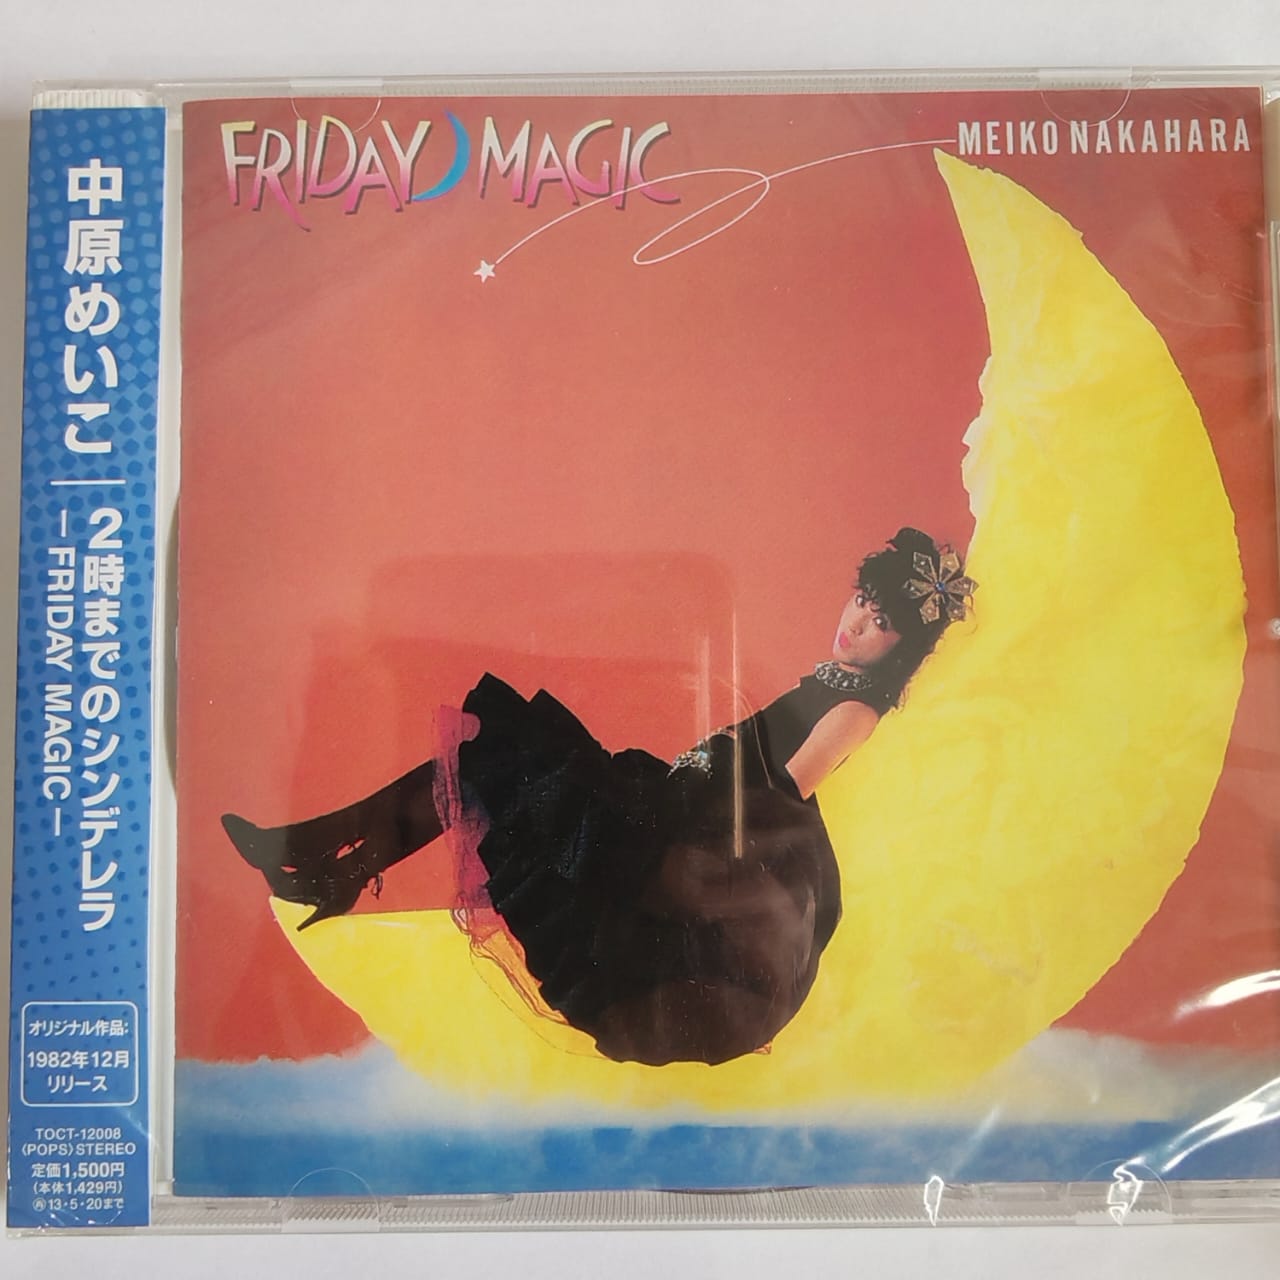 FRIDAY MAGIC
MEIKO NAKAHARA
中原めいこ
2時までのシンデレラ
－FRIDAY MAGIC－
オリジナル作品:
1982年12月
リリース
TOCT-12008
〈POPS〉STEREO
定価1,500円
(本体1,429円)
Ⓡ13・5・20まで